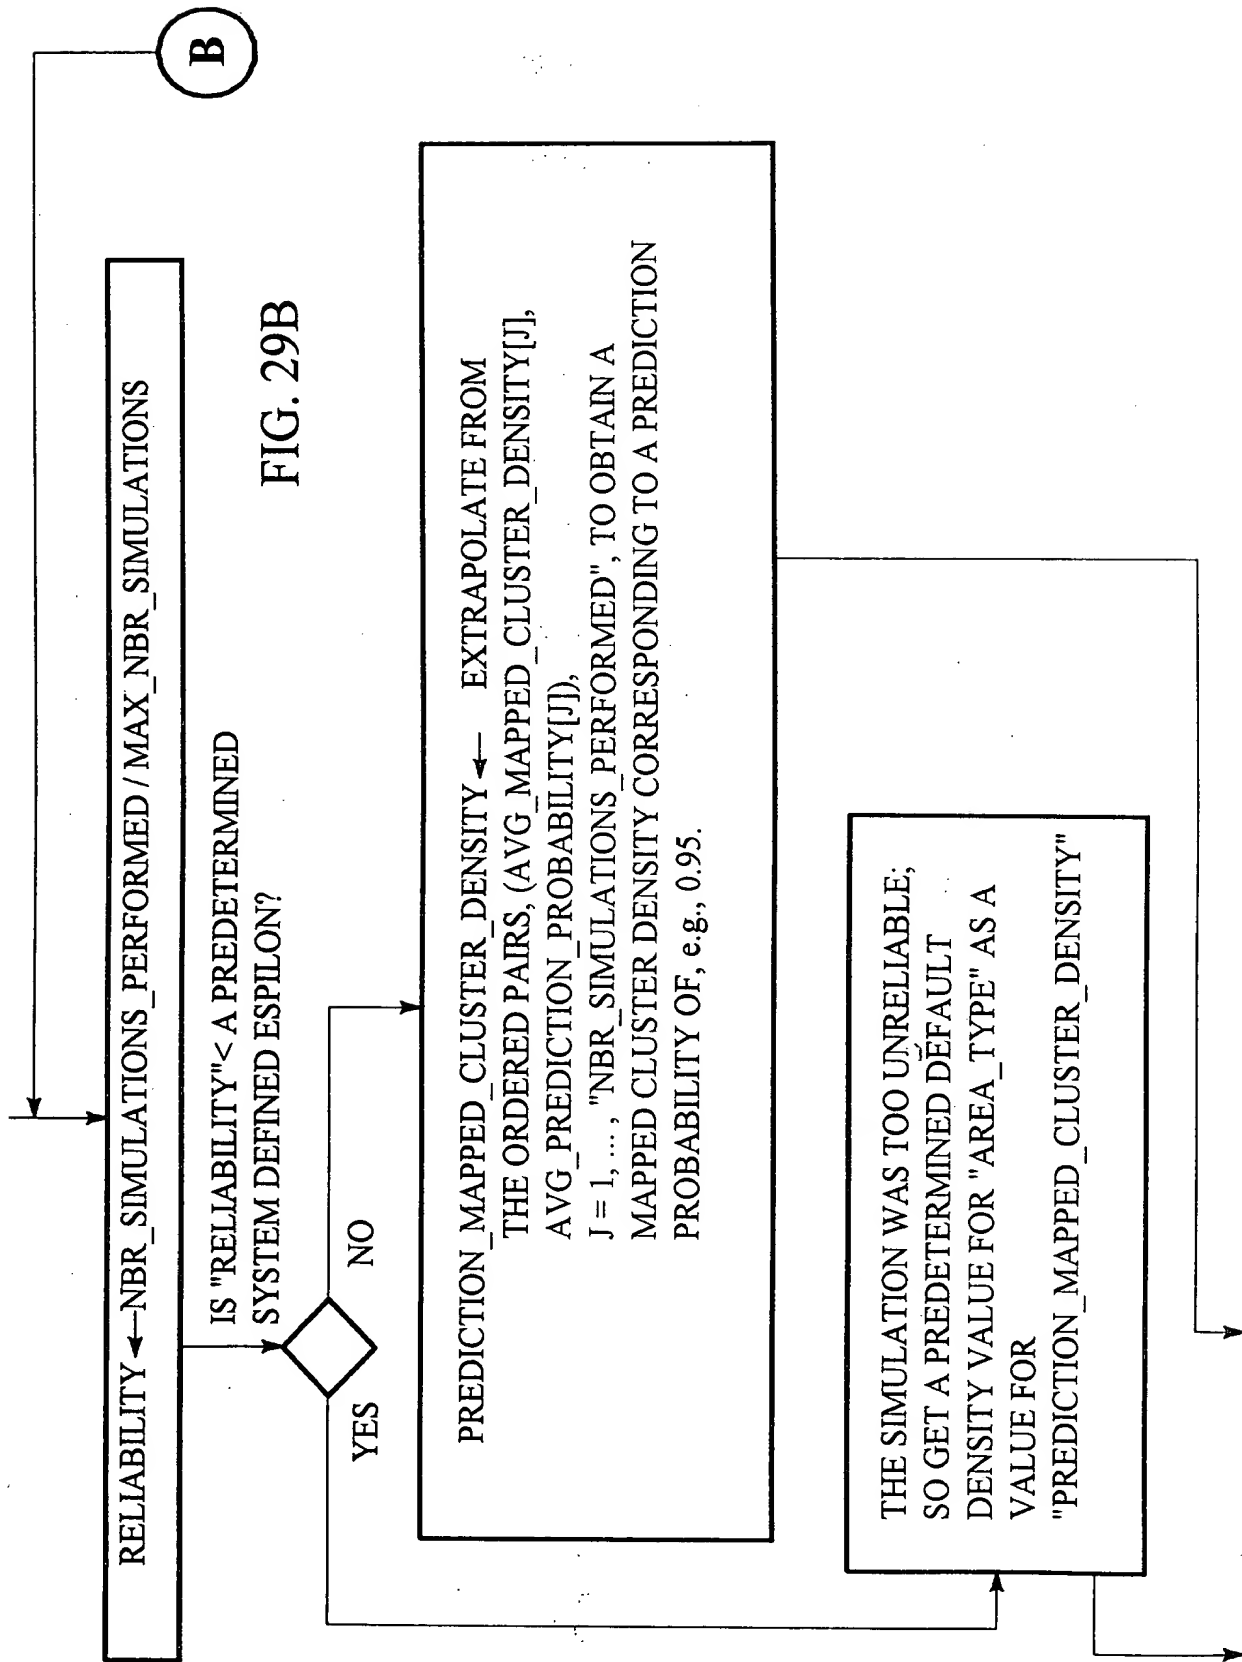 B
RELIABILITY ← NBR_SIMULATIONS_PERFORMED / MAX_NBR_SIMULATIONS
IS "RELIABILITY"< A PREDETERMINED
SYSTEM DEFINED ESPILON?
FIG. 29B
YES
NO
PREDICTION_MAPPED_CLUSTER_DENSITY ← EXTRAPOLATE FROM
THE ORDERED PAIRS, (AVG_MAPPED_CLUSTER_DENSITY[J],
AVG_PREDICTION_PROBABILITY[J]),
J = 1, ... , "NBR_SIMULATIONS_PERFORMED", TO OBTAIN A
MAPPED CLUSTER DENSITY CORRESPONDING TO A PREDICTION
PROBABILITY OF, e.g., 0.95.
THE SIMULATION WAS TOO UNRELIABLE;
SO GET A PREDETERMINED DEFAULT
DENSITY VALUE FOR "AREA_TYPE" AS A
VALUE FOR
"PREDICTION_MAPPED_CLUSTER_DENSITY"